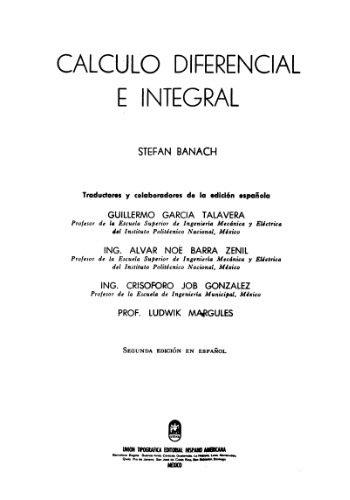 CALCULO DIFERENCIAL
E INTEGRAL
STEFAN BANACH
Traductores y colaboradores de la edición española
GUILLERMO GARCIA TALAVERA
Profesor de la Escuela Superior de Ingeniería Mecánica y Eléctrica
del Instituto Politécnico Nacional, México
ING. ALVAR NOE BARRA ZENIL
Profesor de la Escuela Superior de Ingeniería Mecánica y Eléctrica
del Instituto Politécnico Nacional, México
ING. CRISOFORO JOB GONZALEZ
Profesor de la Escuela de Ingeniería Municipal, México
PROF. LUDWIK MARGULES
SEGUNDA EDICIÓN EN ESPAÑOL
UNION TIPOGRAFICA EDITORIAL HISPANO AMERICANA
MEXICO